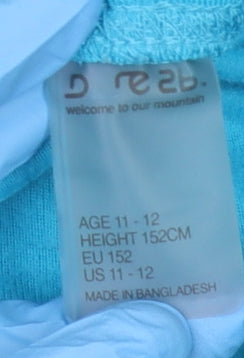 welcome to our mountain
AGE 11 - 12
HEIGHT 152CM
EU 152
US 11 - 12
MADE IN BANGLADESH